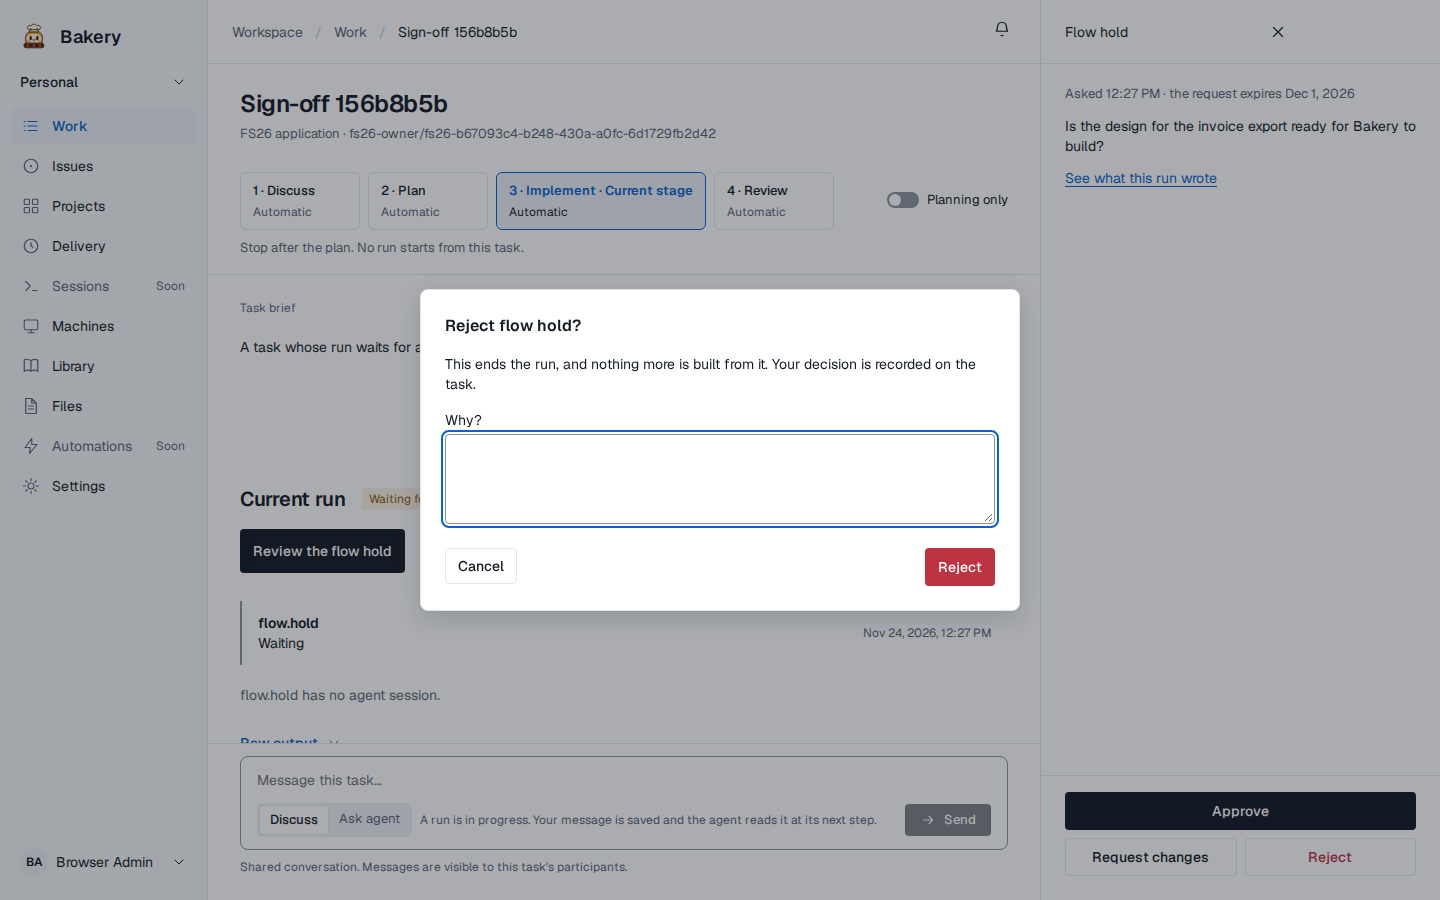 Bakery
Personal
Work
Issues
Projects
Delivery
Sessions Soon
Machines
Library
Files
Automations Soon
Settings
BA Browser Admin
Workspace / Work / Sign-off 156b8b5b
Sign-off 156b8b5b
FS26 application · fs26-owner/fs26-b67093c4-b248-430a-a0fc-6d1729fb2d42
1 · Discuss
Automatic
2 · Plan
Automatic
3 · Implement · Current stage
Automatic
4 · Review
Automatic
Planning only
Stop after the plan. No run starts from this task.
Task brief
A task whose run waits for
Current run Waiting
Review the flow hold
flow.hold
Waiting
Nov 24, 2026, 12:27 PM
flow.hold has no agent session.
Raw output
Message this task...
Discuss Ask agent A run is in progress. Your message is saved and the agent reads it at its next step. Send
Shared conversation. Messages are visible to this task's participants.
Reject flow hold?
This ends the run, and nothing more is built from it. Your decision is recorded on the
task.
Why?
Cancel Reject
Flow hold
Asked 12:27 PM · the request expires Dec 1, 2026
Is the design for the invoice export ready for Bakery to
build?
See what this run wrote
Approve
Request changes Reject